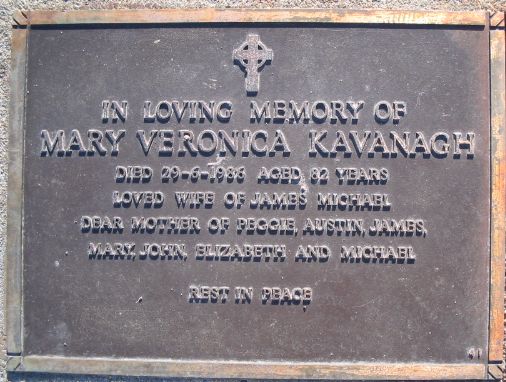 IN LOVING MEMORY OF
MARY VERONICA KAVANAGH
DIED 29-6-1986 AGED 82 YEARS
LOVED WIFE OF JAMES MICHAEL
DEAR MOTHER OF PEGGIE, AUSTIN, JAMES,
MARY, JOHN, ELIZABETH AND MICHAEL
REST IN PEACE